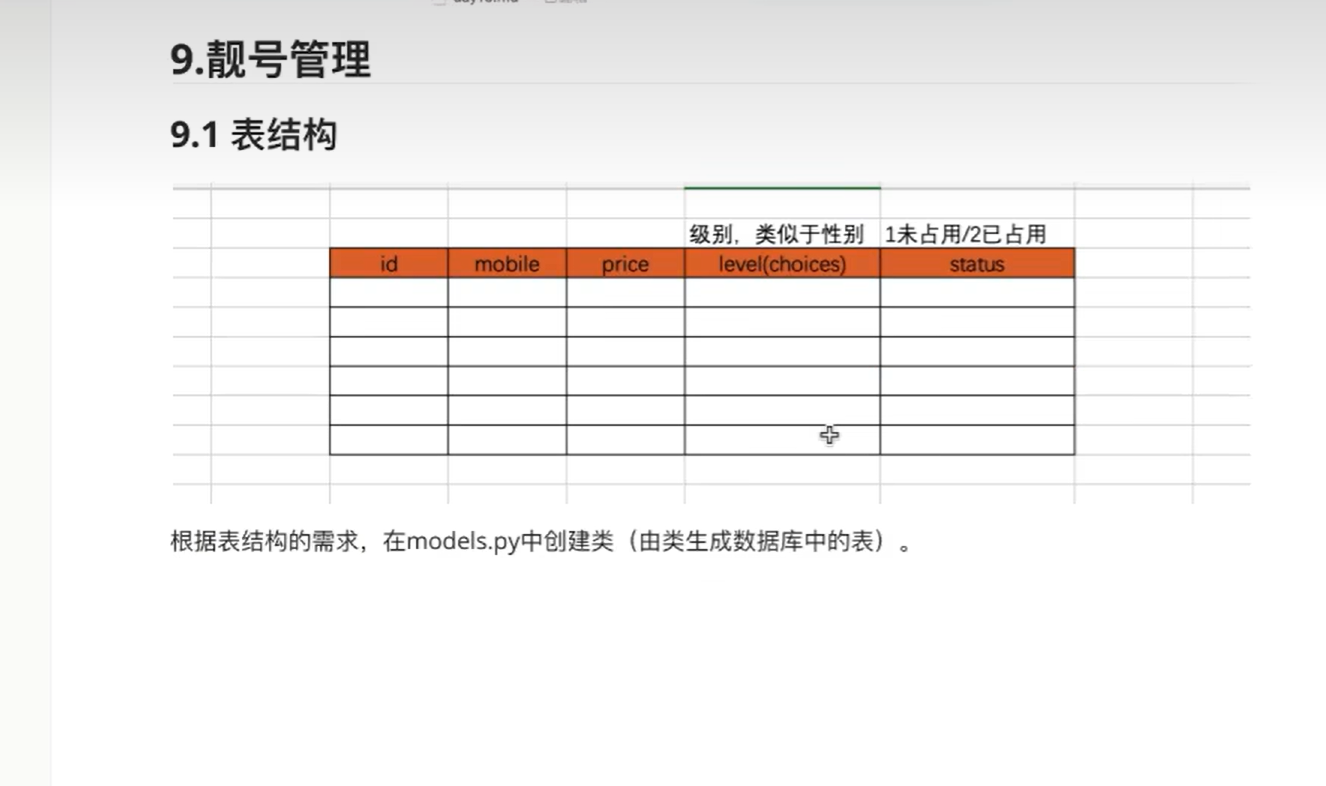 9.靓号管理
9.1 表结构
级别，类似于性别 1未占用/2已占用
id mobile price level(choices) status
根据表结构的需求，在models.py中创建类（由类生成数据库中的表）。